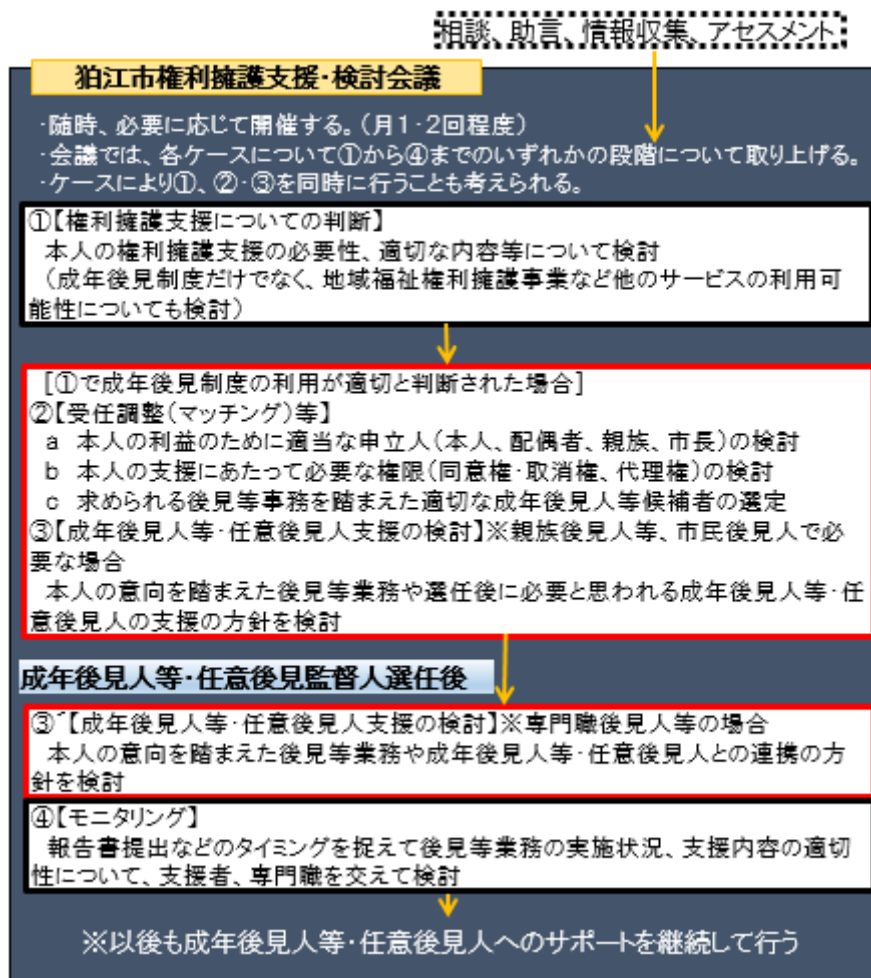 相談、助言、情報収集、アセスメント
狛江市権利擁護支援・検討会議
・随時、必要に応じて開催する。(月1・2回程度)
・会議では、各ケースについて①から④までのいずれかの段階について取り上げる。
・ケースにより①、②・③を同時に行うことも考えられる。
①【権利擁護支援についての判断】
本人の権利擁護支援の必要性、適切な内容等について検討
(成年後見制度だけでなく、地域福祉権利擁護事業など他のサービスの利用可
能性についても検討)
[①で成年後見制度の利用が適切と判断された場合]
②【受任調整(マッチング)等】
a 本人の利益のために適当な申立人(本人、配偶者、親族、市長)の検討
b 本人の支援にあたって必要な権限(同意権・取消権、代理権)の検討
c 求められる後見等事務を踏まえた適切な成年後見人等候補者の選定
③【成年後見人等・任意後見人支援の検討】※親族後見人等、市民後見人で必
要な場合
本人の意向を踏まえた後見等業務や選任後に必要と思われる成年後見人等・任
意後見人の支援の方針を検討
成年後見人等・任意後見監督人選任後
③´【成年後見人等・任意後見人支援の検討】※専門職後見人等の場合
本人の意向を踏まえた後見等業務や成年後見人等・任意後見人との連携の方
針を検討
④【モニタリング】
報告書提出などのタイミングを捉えて後見等業務の実施状況、支援内容の適切
性について、支援者、専門職を交えて検討
※以後も成年後見人等・任意後見人へのサポートを継続して行う